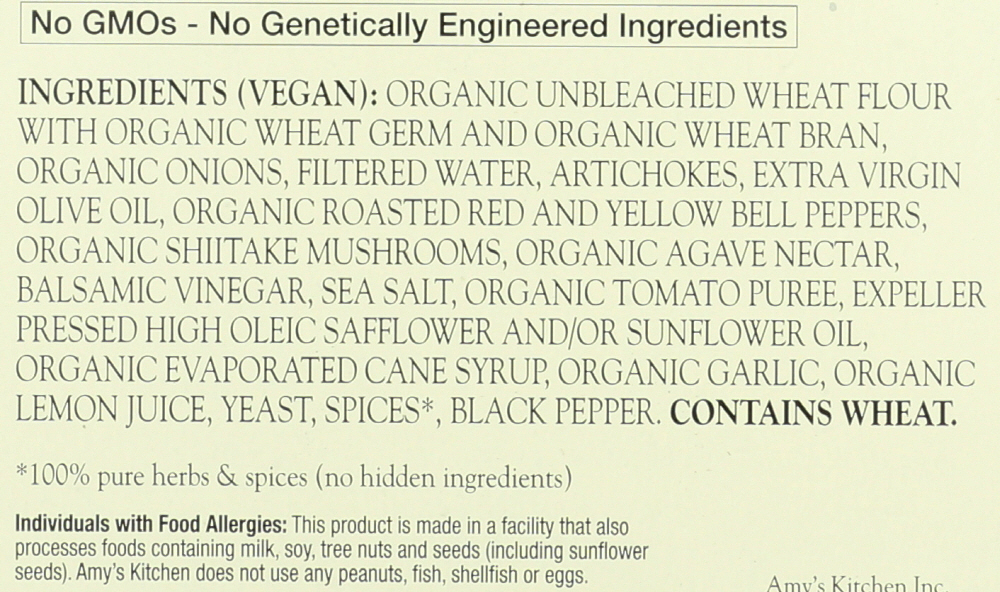 No GMOs - No Genetically Engineered Ingredients
INGREDIENTS (VEGAN): ORGANIC UNBLEACHED WHEAT FLOUR
WITH ORGANIC WHEAT GERM AND ORGANIC WHEAT BRAN,
ORGANIC ONIONS, FILTERED WATER, ARTICHOKES, EXTRA VIRGIN
OLIVE OIL, ORGANIC ROASTED RED AND YELLOW BELL PEPPERS,
ORGANIC SHIITAKE MUSHROOMS, ORGANIC AGAVE NECTAR,
BALSAMIC VINEGAR, SEA SALT, ORGANIC TOMATO PUREE, EXPELLER
PRESSED HIGH OLEIC SAFFLOWER AND/OR SUNFLOWER OIL,
ORGANIC EVAPORATED CANE SYRUP, ORGANIC GARLIC, ORGANIC
LEMON JUICE, YEAST, SPICES*, BLACK PEPPER. CONTAINS WHEAT.
*100% pure herbs & spices (no hidden ingredients)
Individuals with Food Allergies: This product is made in a facility that also
processes foods containing milk, soy, tree nuts and seeds (including sunflower
seeds). Amy's Kitchen does not use any peanuts, fish, shellfish or eggs.
Amy's Kitchen Inc.